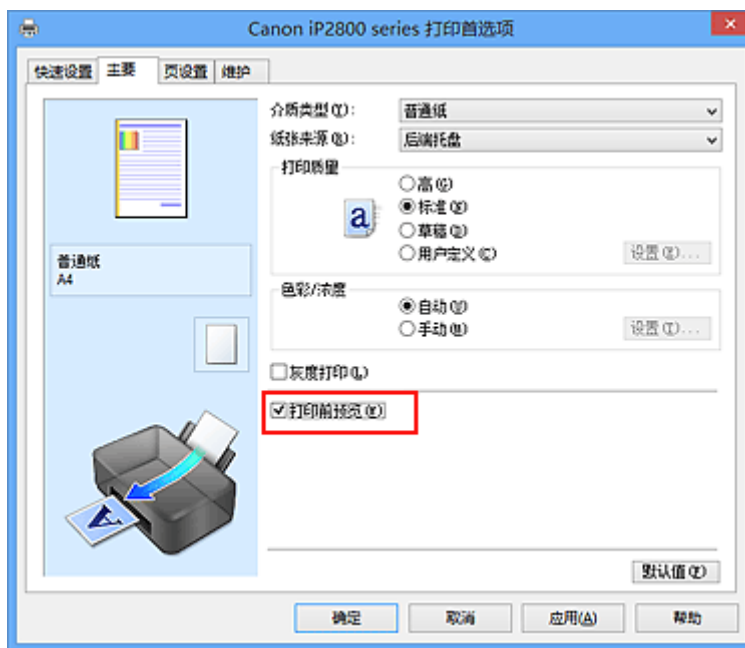 Canon iP2800 series 打印首选项
快速设置 主要 页设置 维护
介质类型(Y): 普通纸
纸张来源(R): 后端托盘
打印质量
高(G)
标准(D)
草稿(D)
用户定义(C) 设置(E)...
普通纸
A4
色彩/浓度
自动(U)
手动(M) 设置(T)...
灰度打印(L)
打印前预览(E)
默认值(F)
确定 取消 应用(A) 帮助